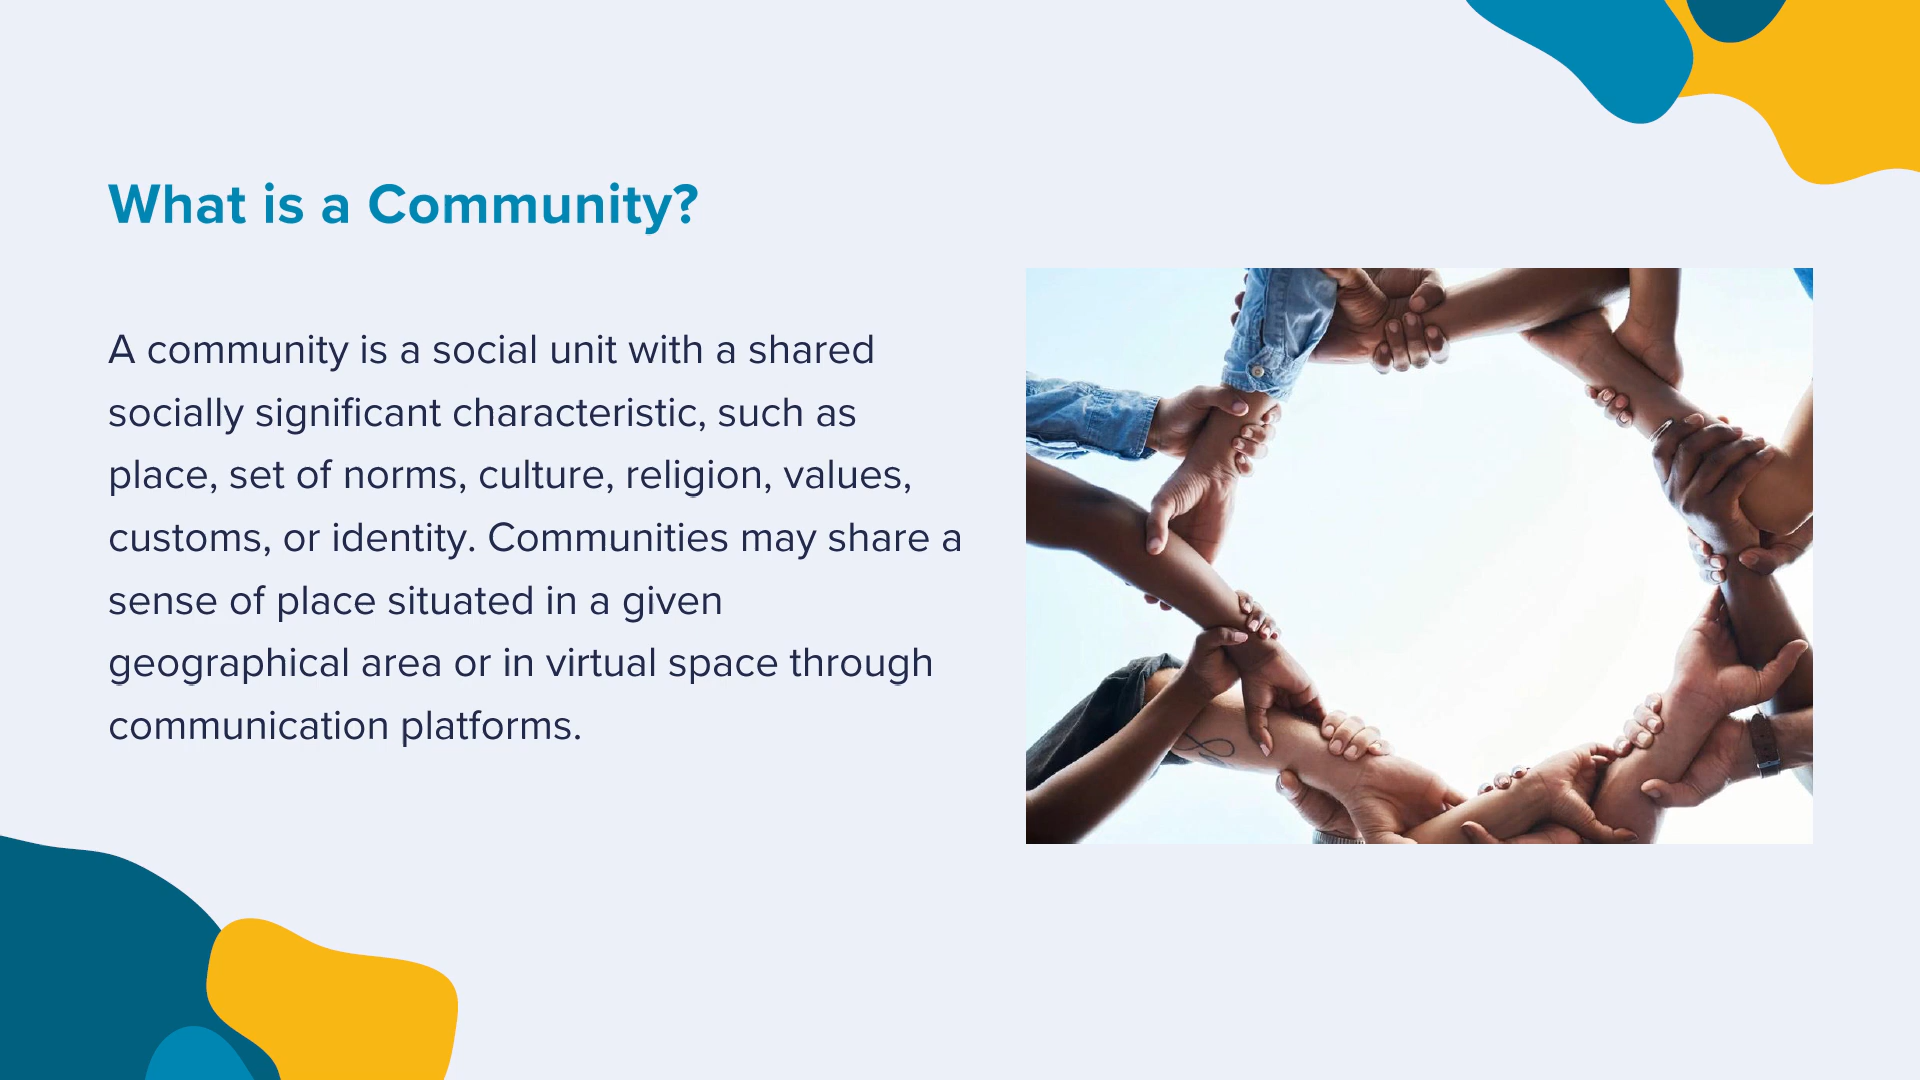 What is a Community?
A community is a social unit with a shared
socially significant characteristic, such as
place, set of norms, culture, religion, values,
customs, or identity. Communities may share a
sense of place situated in a given
geographical area or in virtual space through
communication platforms.